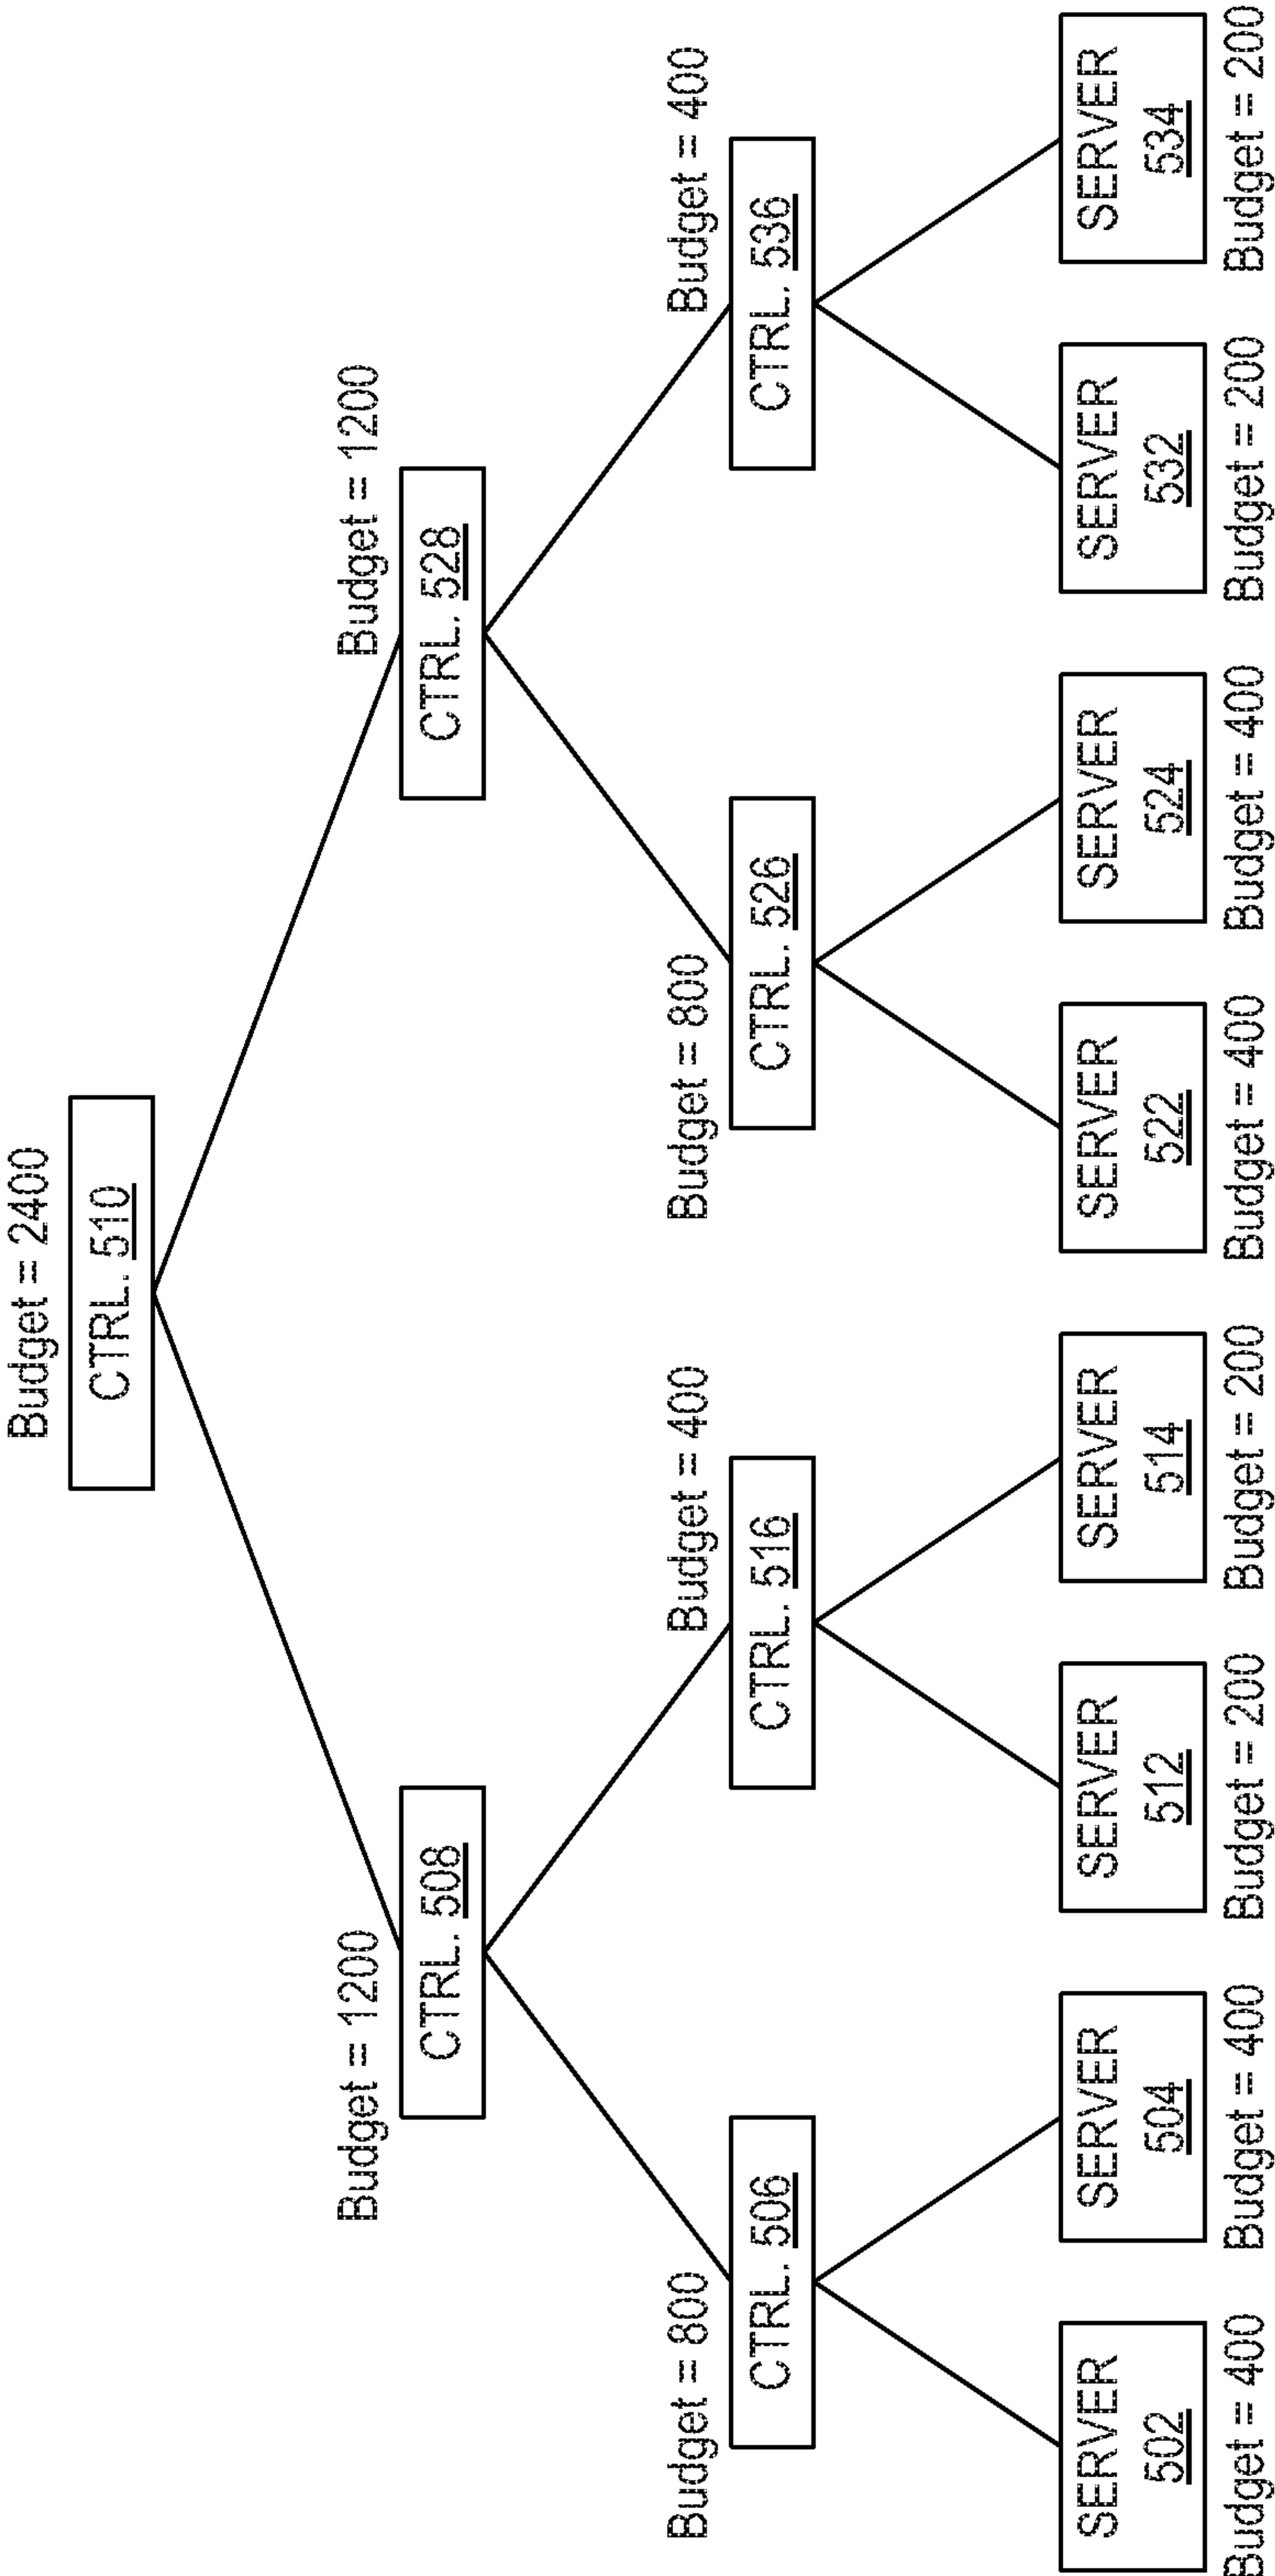 Budget = 2400
CTRL. 510
Budget = 1200
CTRL. 508
Budget = 1200
CTRL. 528
Budget = 800
CTRL. 506
Budget = 400
CTRL. 516
Budget = 800
CTRL. 526
Budget = 400
CTRL. 536
SERVER
502
Budget = 400
SERVER
504
Budget = 400
SERVER
512
Budget = 200
SERVER
514
Budget = 200
SERVER
522
Budget = 400
SERVER
524
Budget = 400
SERVER
532
Budget = 200
SERVER
534
Budget = 200